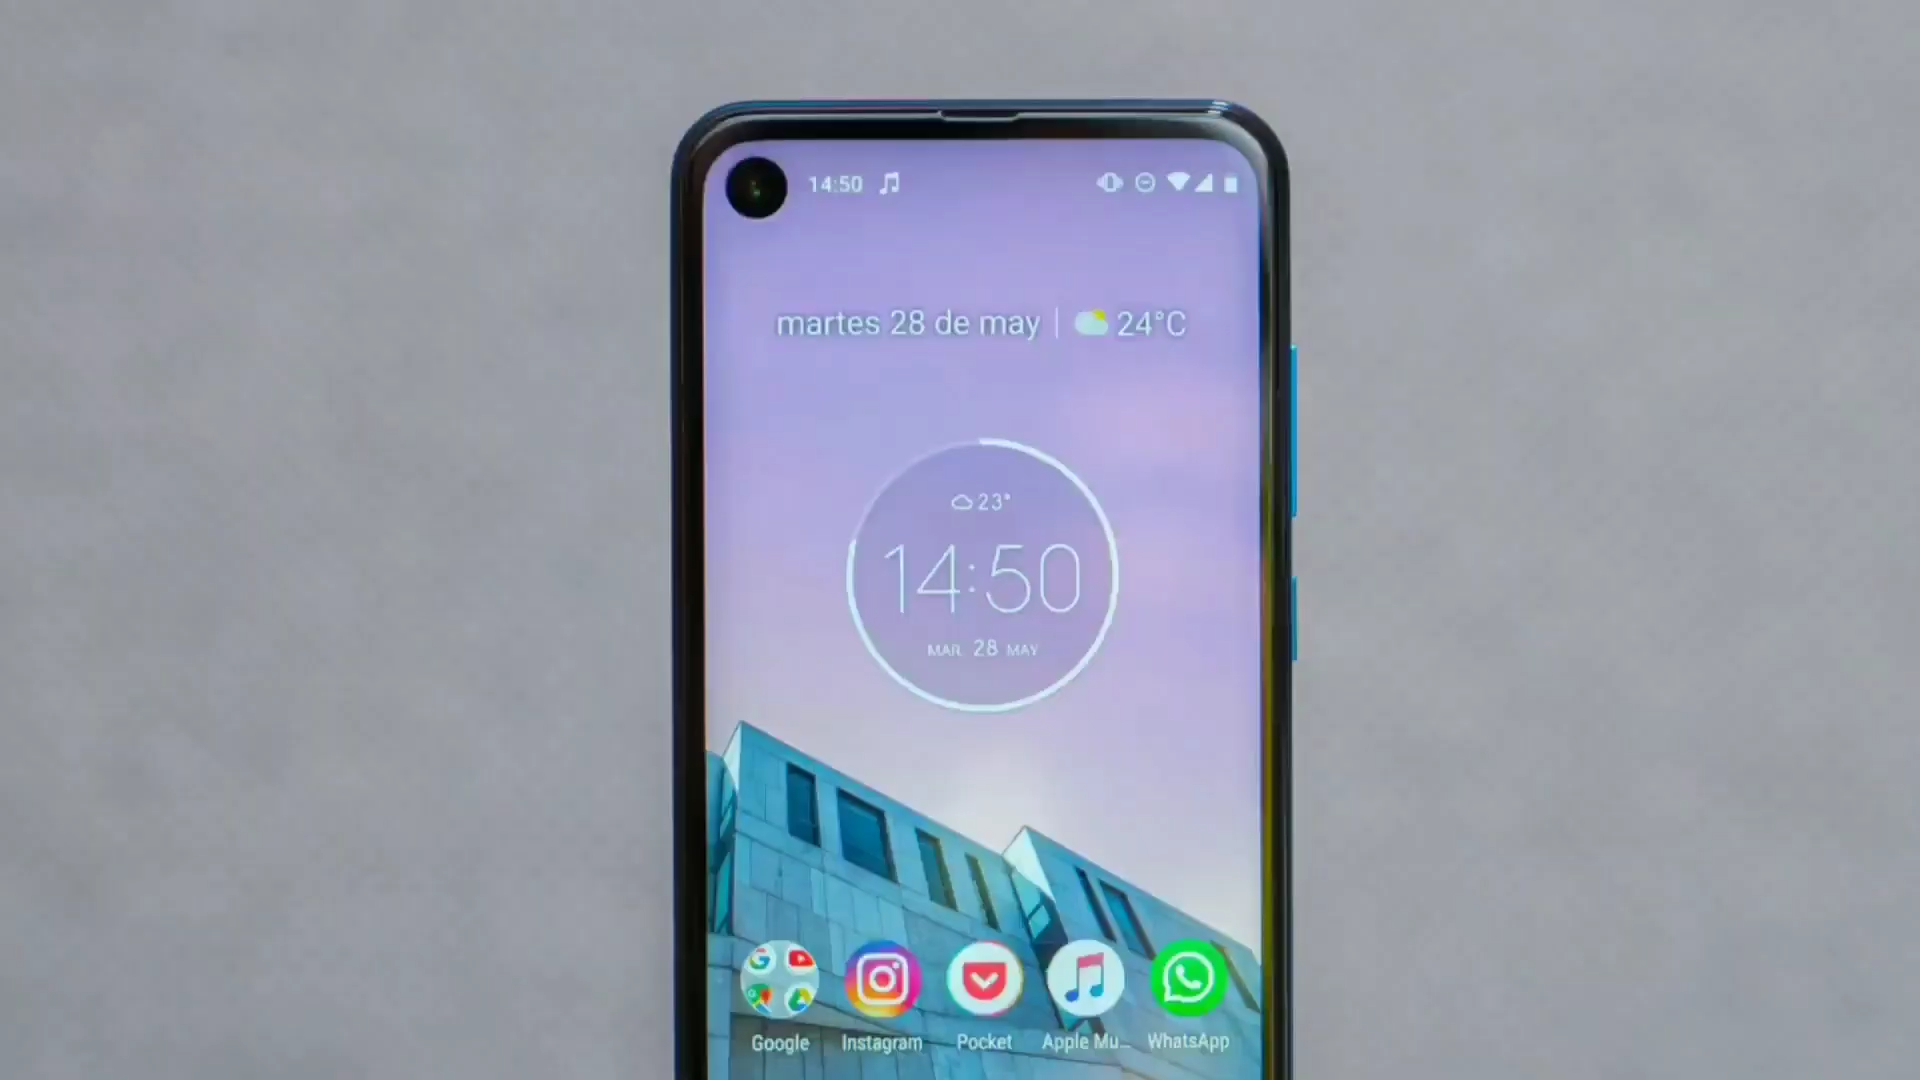 14:50
martes 28 de may | 24°C
23°
14:50
MAR. 28 MAY
Google
Instagram
Pocket
Apple Mu...
WhatsApp